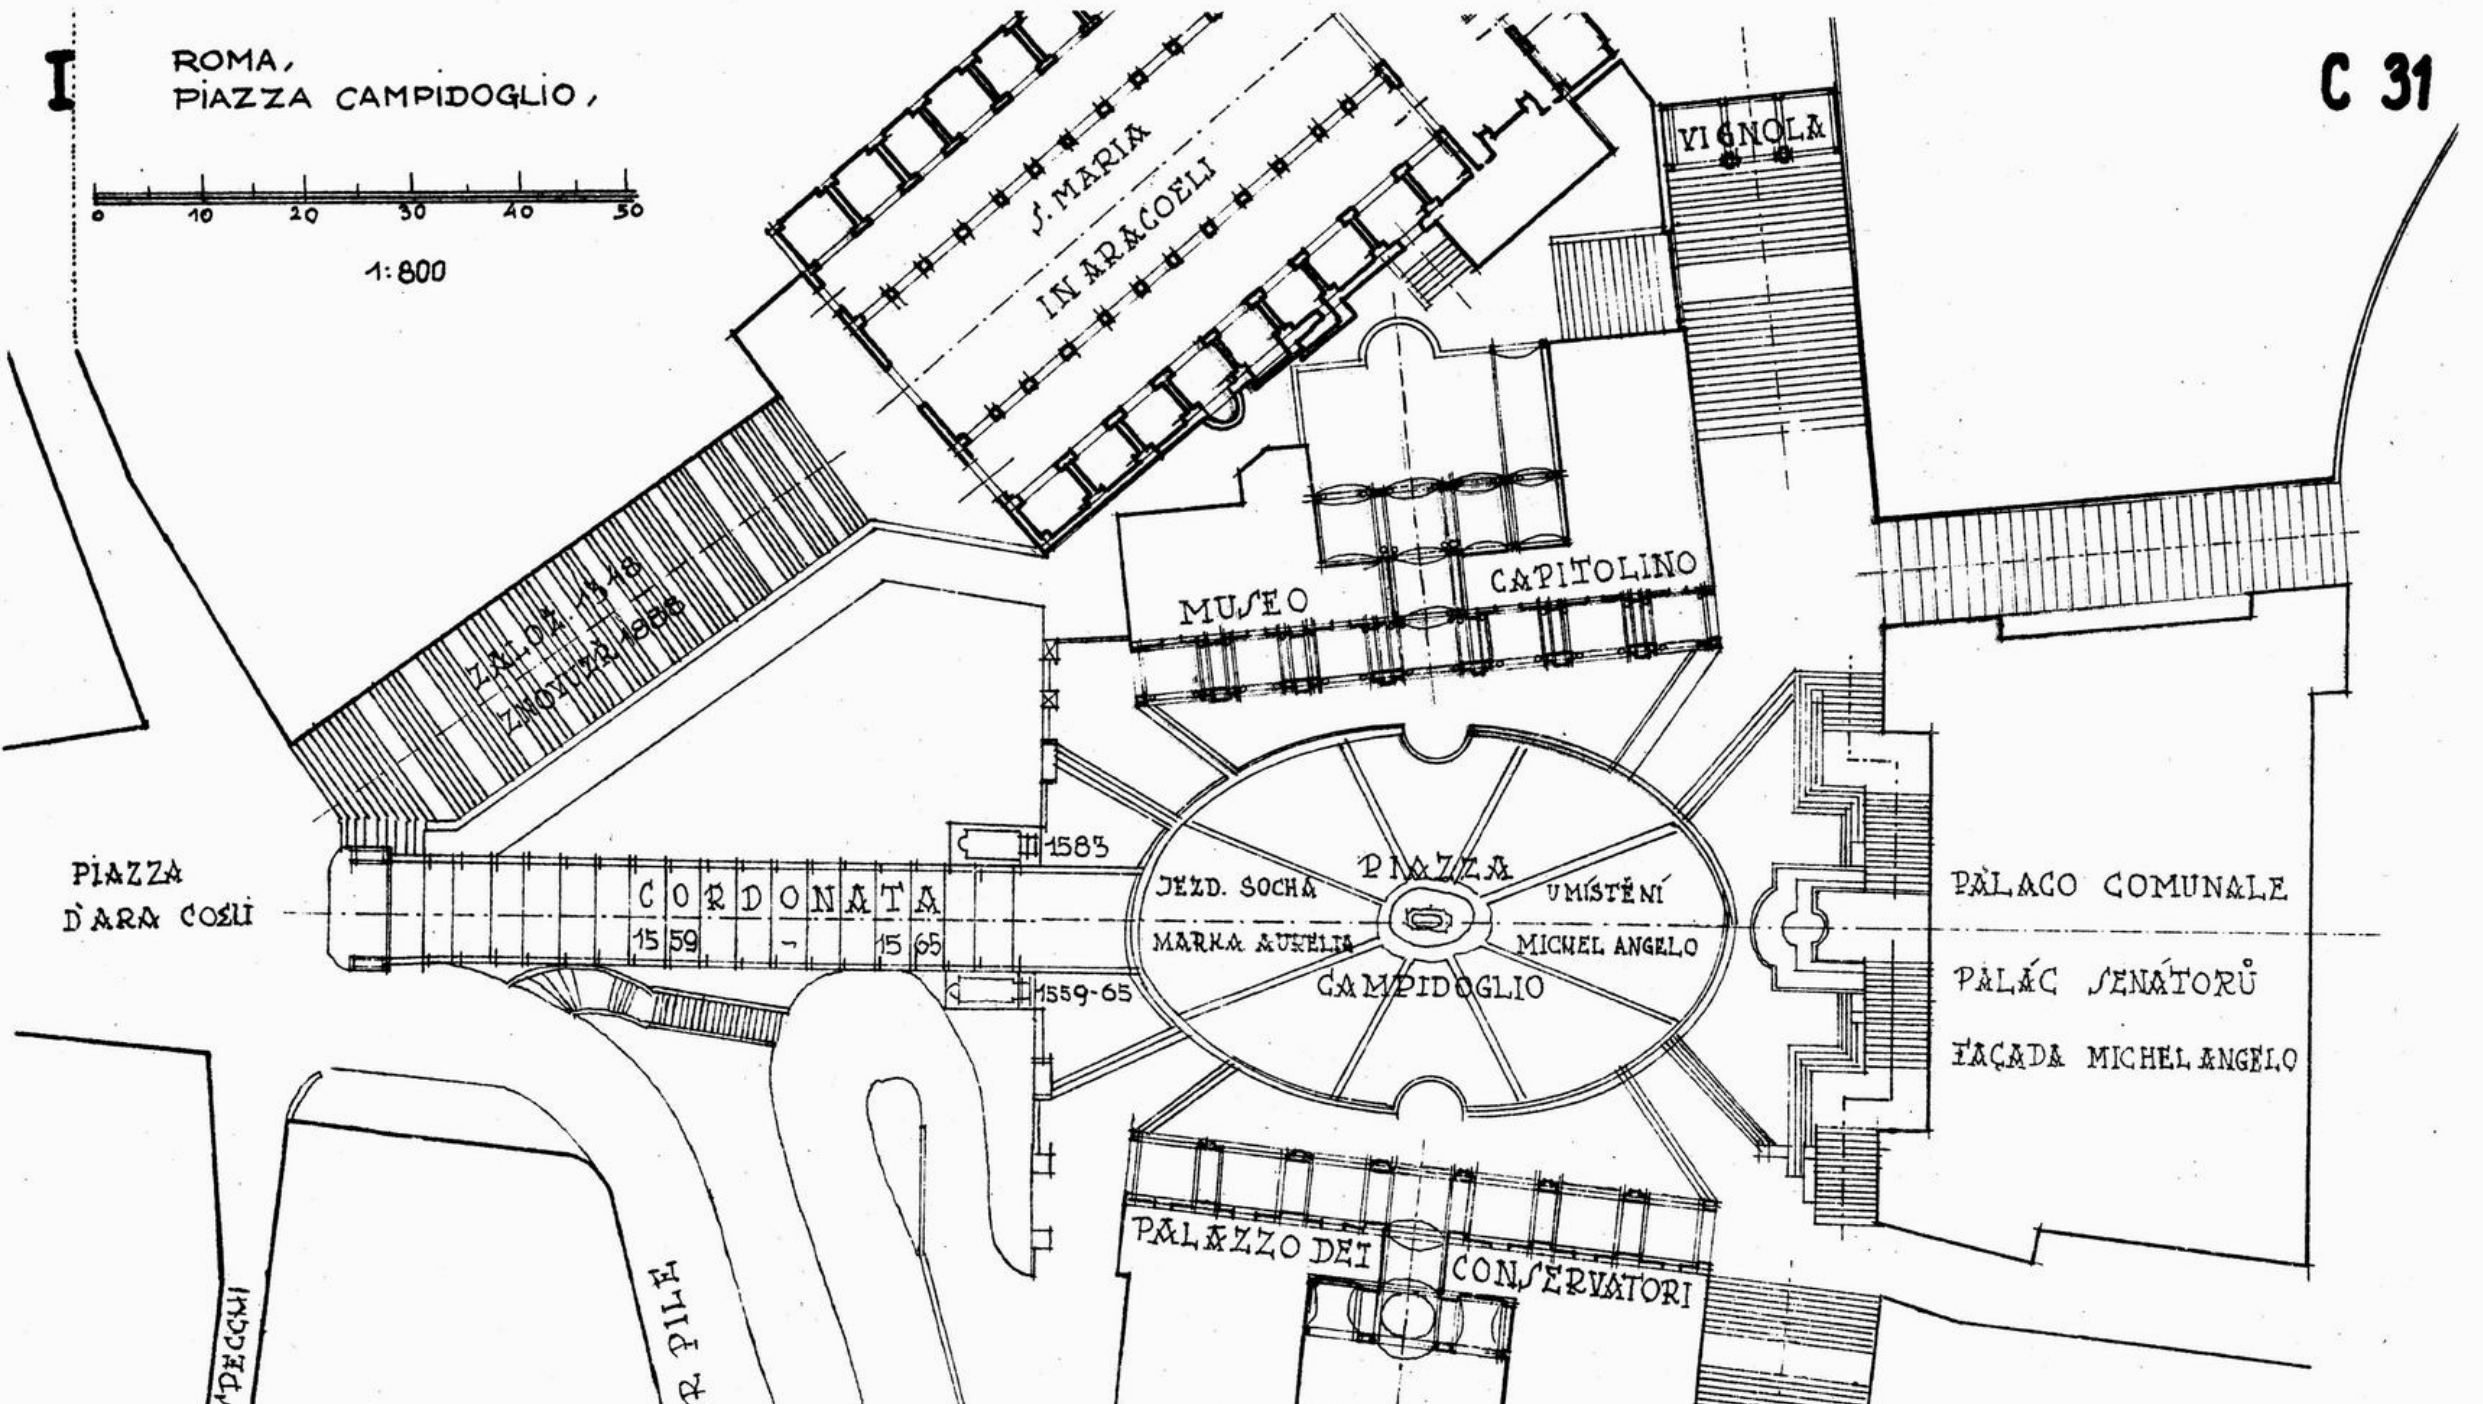 I
ROMA,
PIAZZA CAMPIDOGLIO,
C 31
0 10 20 30 40 50
1:800
VIGNOLA
S. MARIA
IN ARACOELI
ZALOŽ. 1348
ZNOVUZŘ 1888
MUSEO CAPITOLINO
PIAZZA
D'ARA COELI
CORDONATA
1559 - 1565
1583
1559-65
PIAZZA
JEZD. SOCHA
UMÍSTĚNÍ
MARKA AURELIA
MICHEL ANGELO
CAMPIDOGLIO
PALACO COMUNALE
PALÁC SENÁTORŮ
FAÇADA MICHEL ANGELO
PALAZZO DEI CONSERVATORI
R PILE